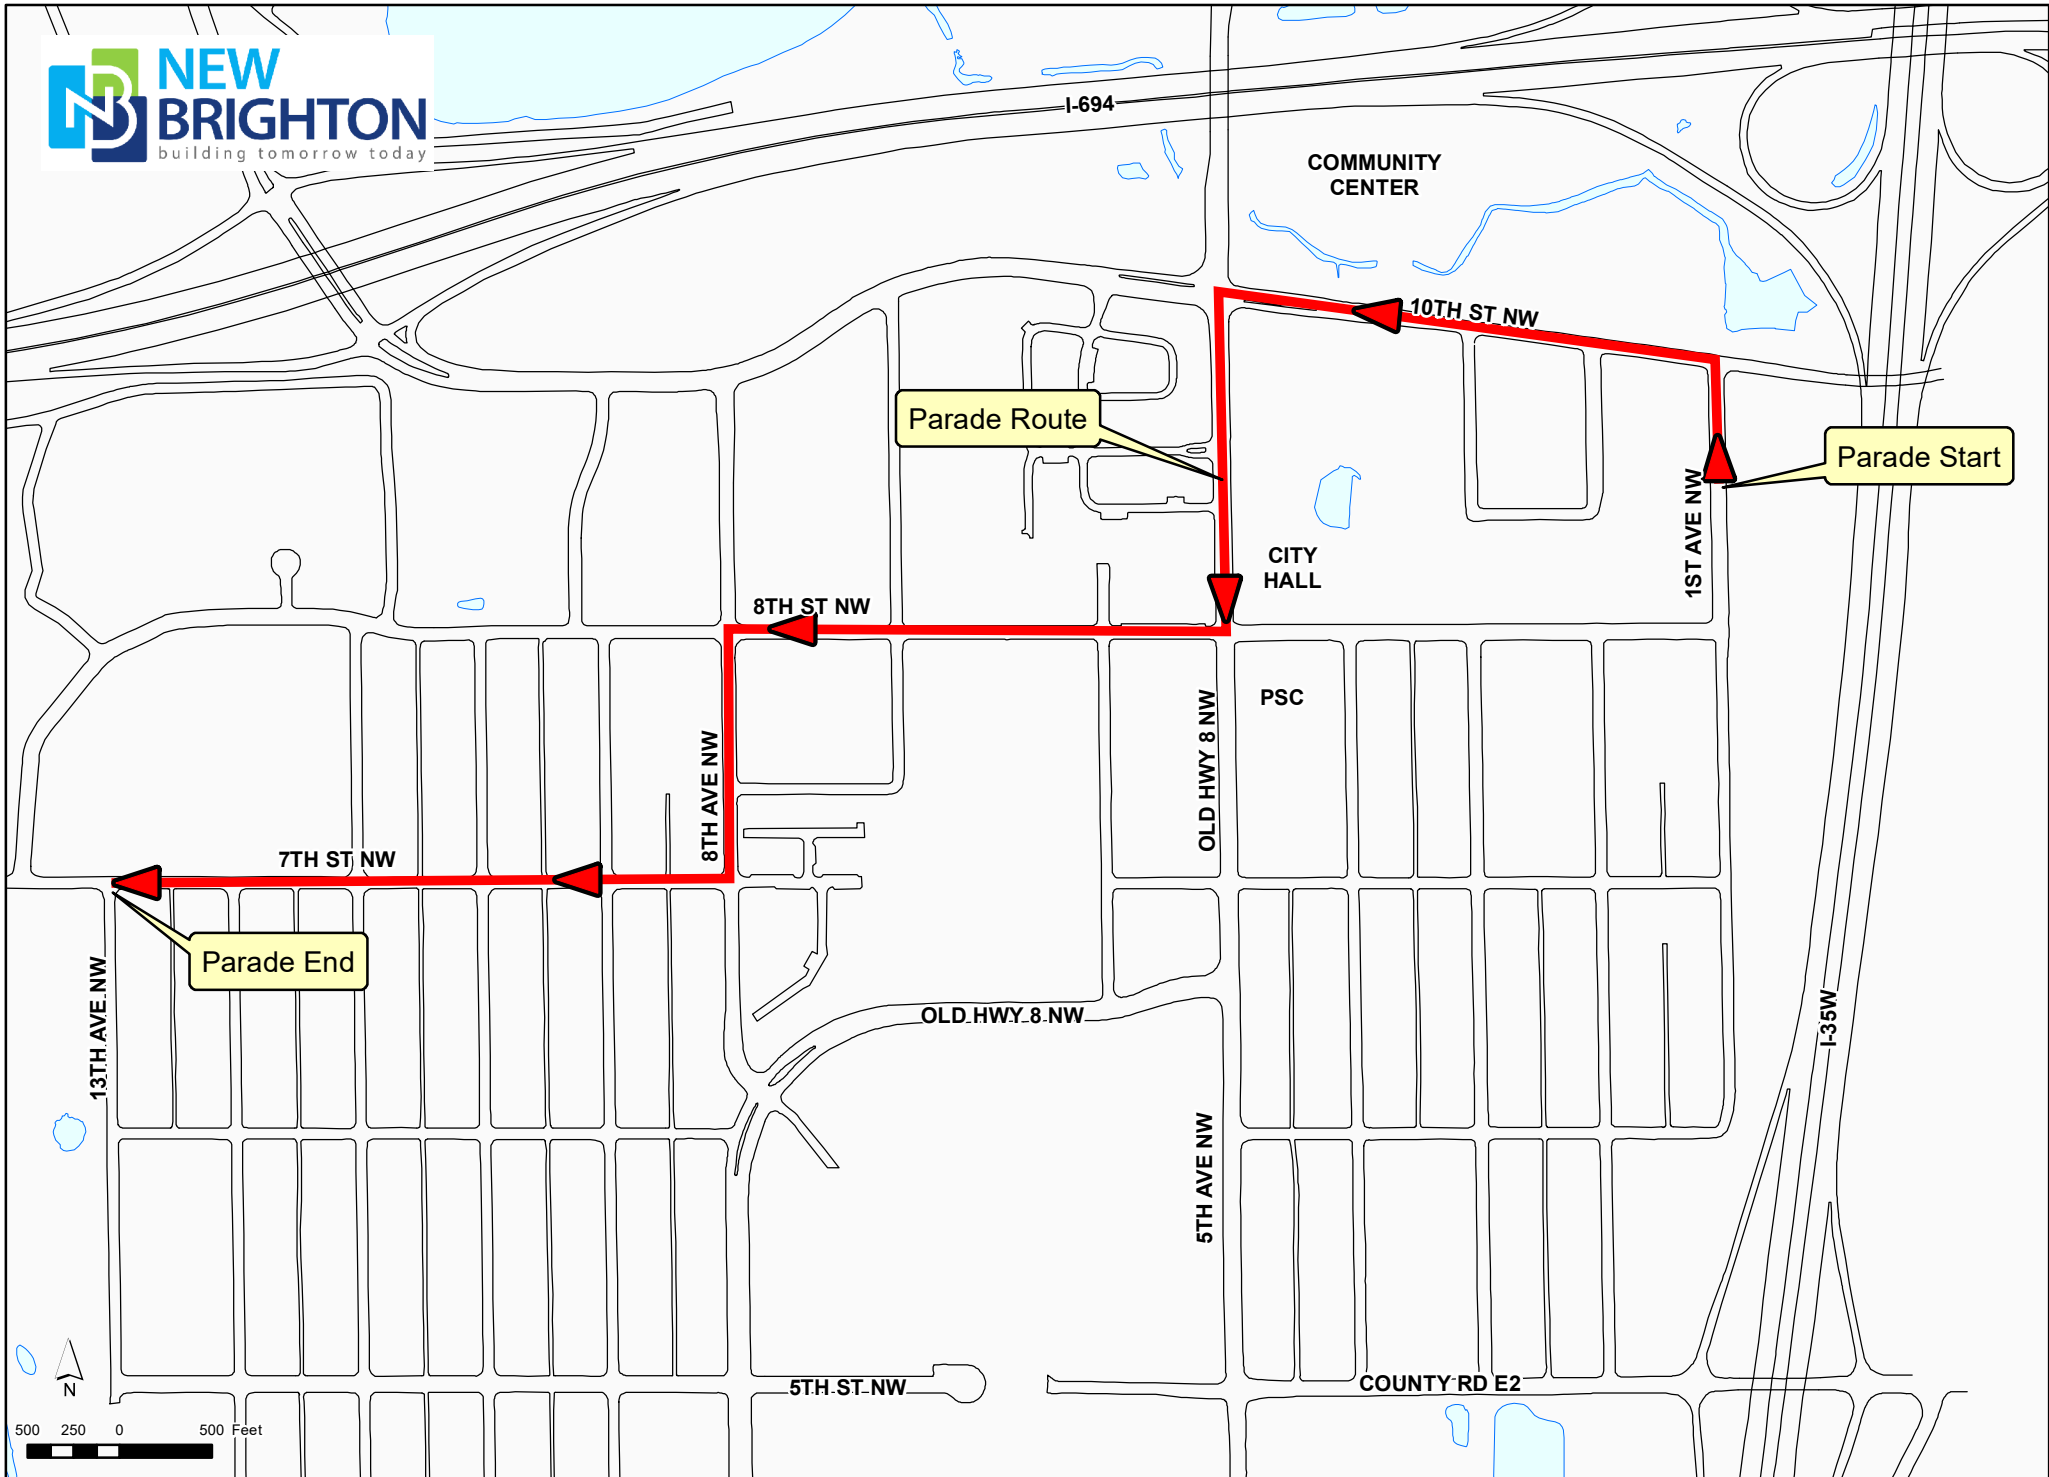 NEW
BRIGHTON
building tomorrow today
I-694
COMMUNITY
CENTER
10TH ST NW
Parade Route
Parade Start
1ST AVE NW
CITY
HALL
8TH ST NW
PSC
OLD HWY 8 NW
8TH AVE NW
7TH ST NW
Parade End
13TH AVE NW
OLD HWY 8 NW
I-35W
5TH AVE NW
N
5TH ST NW
COUNTY RD E2
500 250 0 500 Feet